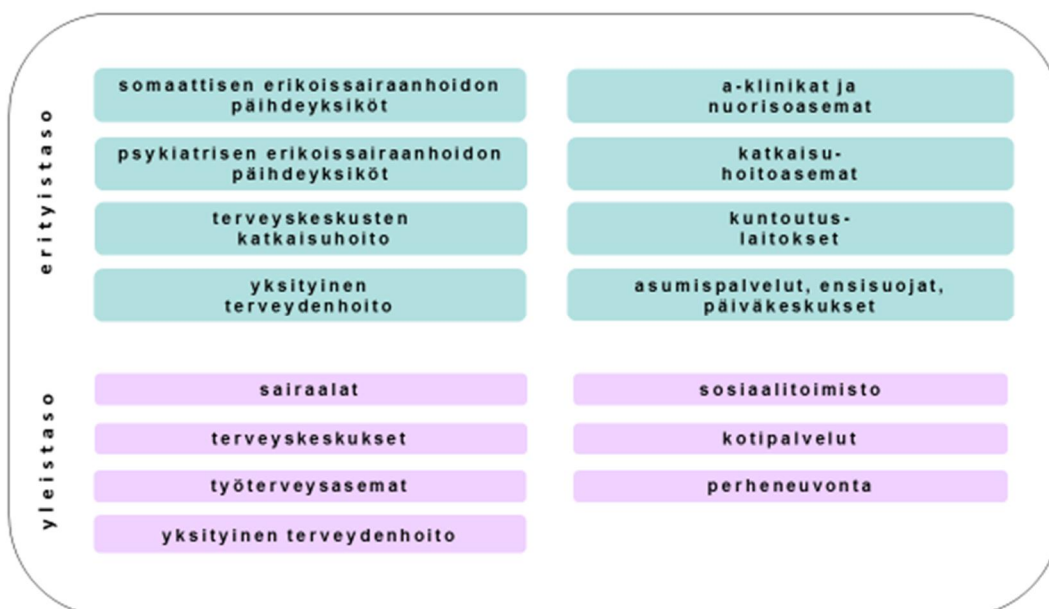 erityistaso
somaattisen erikoissairaanhoidon
päihdeyksiköt
a-klinikat ja
nuorisoasemat
psykiatrisen erikoissairaanhoidon
päihdeyksiköt
katkaisu-
hoitoasemat
terveyskeskusten
katkaisuhoito
kuntoutus-
laitokset
yksityinen
terveydenhoito
asumispalvelut, ensisuojat,
päiväkeskukset
yleistaso
sairaalat
sosiaalitoimisto
terveyskeskukset
kotipalvelut
työterveysasemat
perheneuvonta
yksityinen terveydenhoito